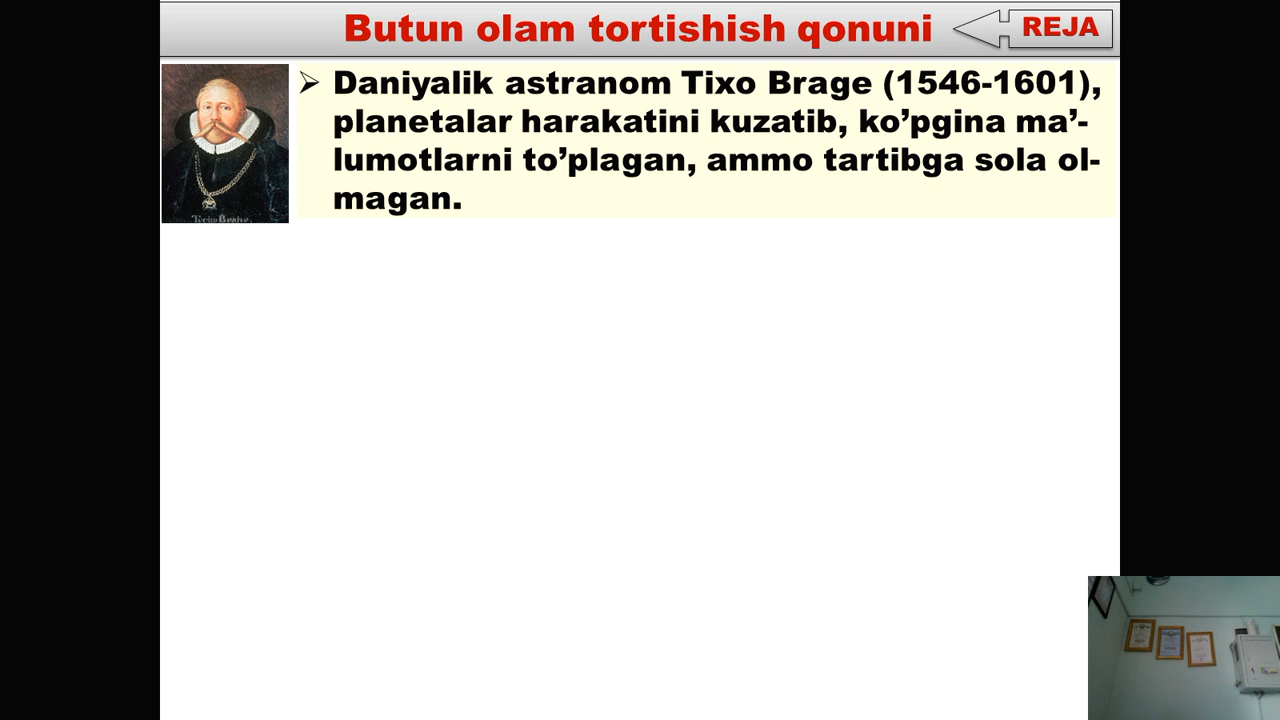 Butun olam tortishish qonuni
REJA
➢ Daniyalik astranom Tixo Brage (1546-1601),
planetalar harakatini kuzatib, ko’pgina ma’-
lumotlarni to’plagan, ammo tartibga sola ol-
magan.